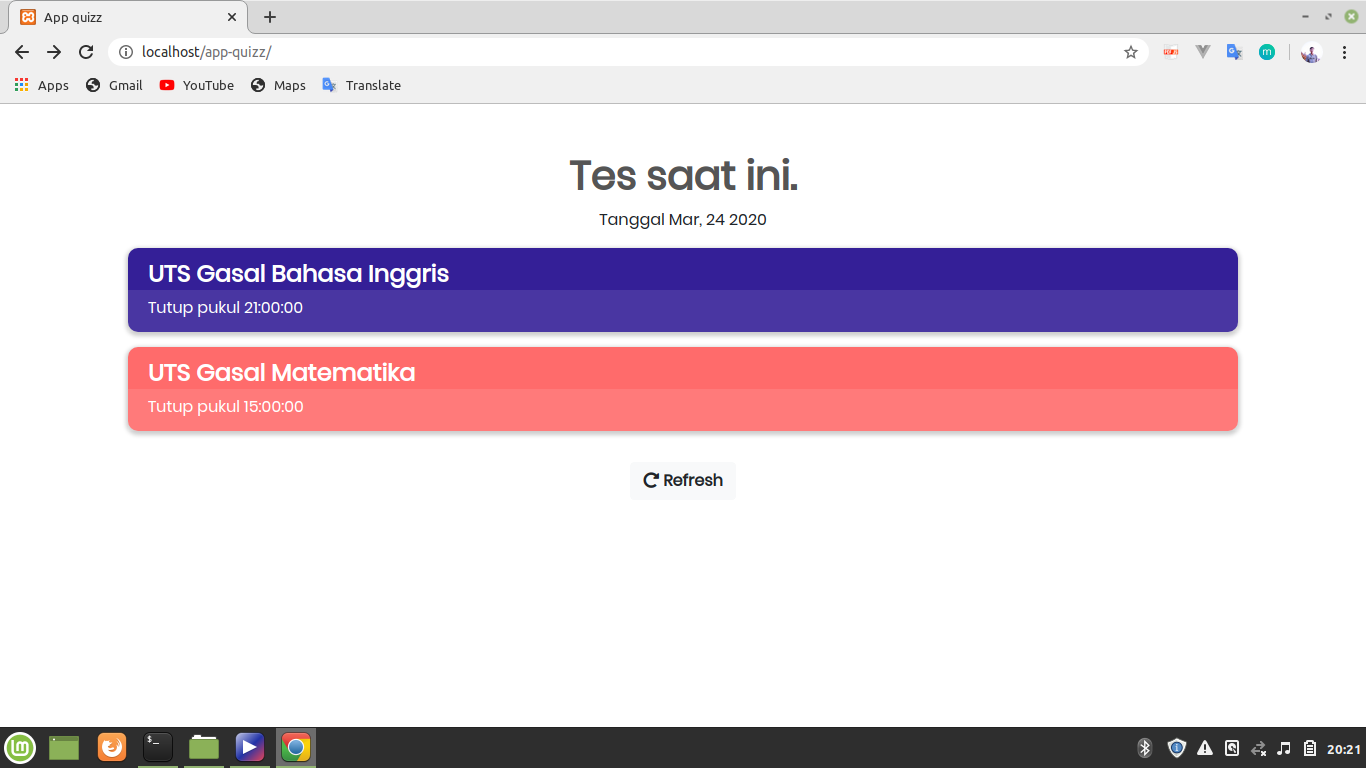 App quizz
localhost/app-quizz/
Apps Gmail YouTube Maps Translate
Tes saat ini.
Tanggal Mar, 24 2020
UTS Gasal Bahasa Inggris
Tutup pukul 21:00:00
UTS Gasal Matematika
Tutup pukul 15:00:00
Refresh
20:21